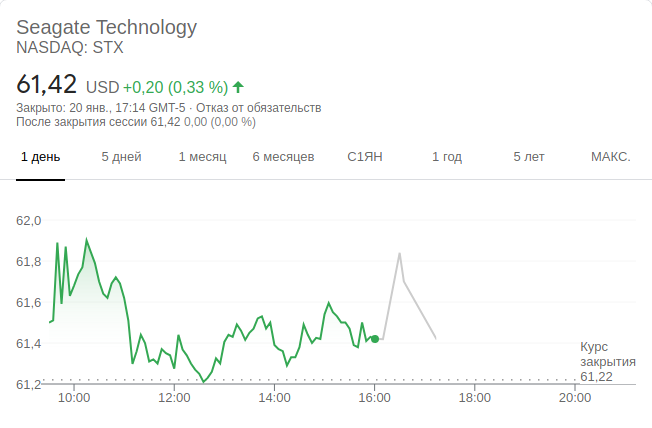 Seagate Technology
NASDAQ: STX
61,42 USD +0,20 (0,33 %)
Закрыто: 20 янв., 17:14 GMT-5 · Отказ от обязательств
После закрытия сессии 61,42 0,00 (0,00 %)
1 день 5 дней 1 месяц 6 месяцев С1ЯН 1 год 5 лет МАКС.
62,0
61,8
61,6
61,4
61,2
Курс
закрытия
61,22
10:00 12:00 14:00 16:00 18:00 20:00